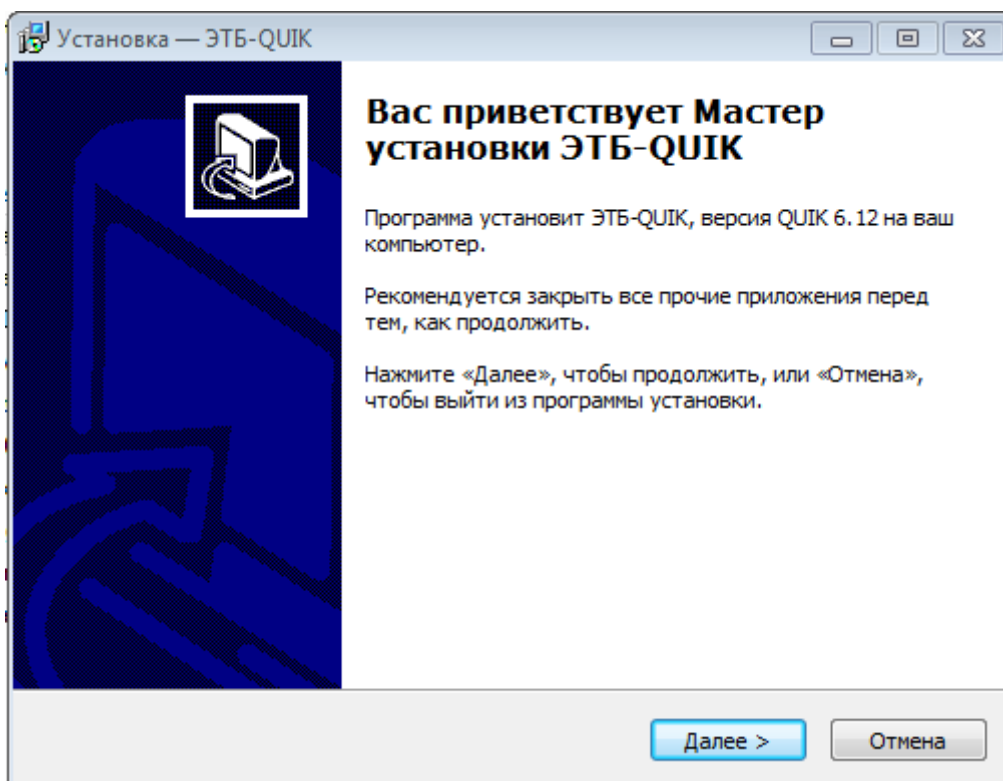 Установка — ЭТБ-QUIK
Вас приветствует Мастер
установки ЭТБ-QUIK
Программа установит ЭТБ-QUIK, версия QUIK 6.12 на ваш
компьютер.
Рекомендуется закрыть все прочие приложения перед
тем, как продолжить.
Нажмите «Далее», чтобы продолжить, или «Отмена»,
чтобы выйти из программы установки.
Далее >
Отмена